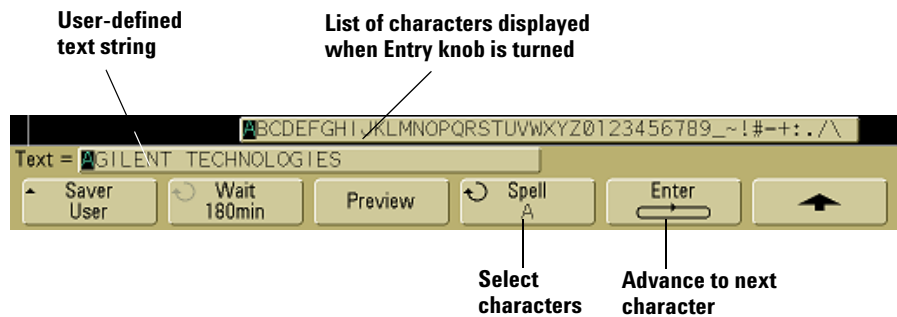 User-defined
text string
List of characters displayed
when Entry knob is turned
ABCDEFGHIJKLMNOPQRSTUVWXYZ0123456789_~!#-+:./\
Text = AGILENT TECHNOLOGIES
Saver
User
Wait
180min
Preview
Spell
A
Enter
Select
characters
Advance to next
character